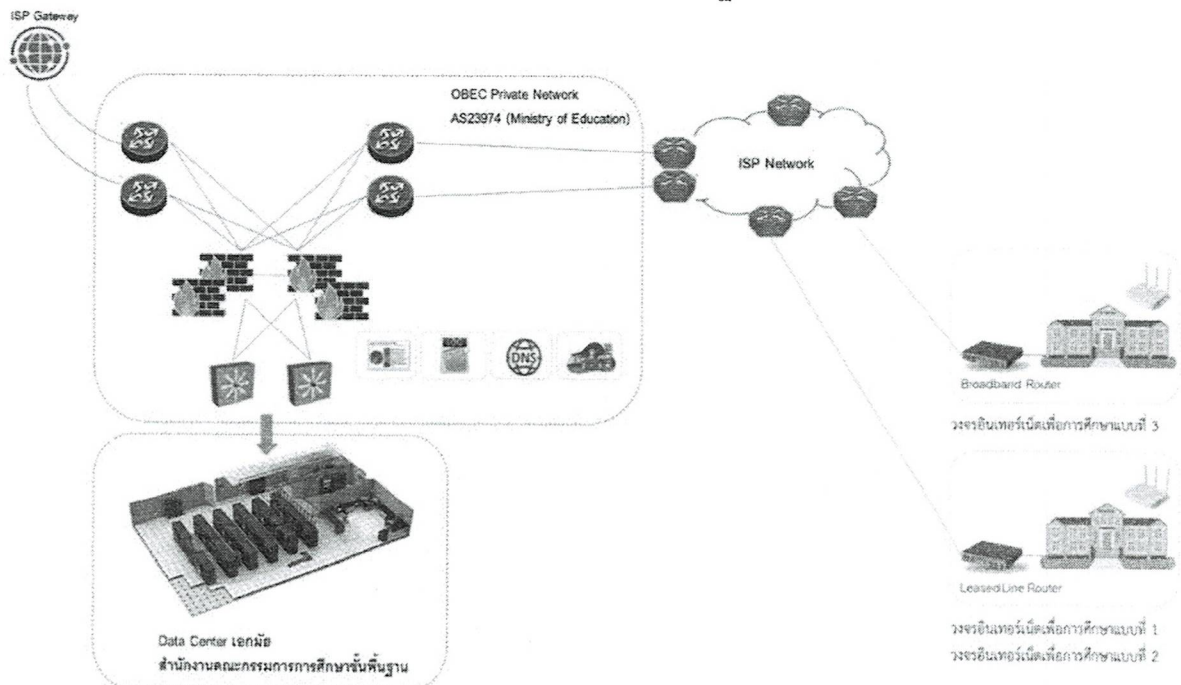 ISP Gateway
OBEC Private Network
AS23974 (Ministry of Education)
ISP Network
DNS
Broadband Router
วงจรอินเทอร์เน็ตเพื่อการศึกษาแบบที่ 3
Leased Line Router
วงจรอินเทอร์เน็ตเพื่อการศึกษาแบบที่ 1
วงจรอินเทอร์เน็ตเพื่อการศึกษาแบบที่ 2
Data Center เอกมัย
สำนักงานคณะกรรมการการศึกษาขั้นพื้นฐาน